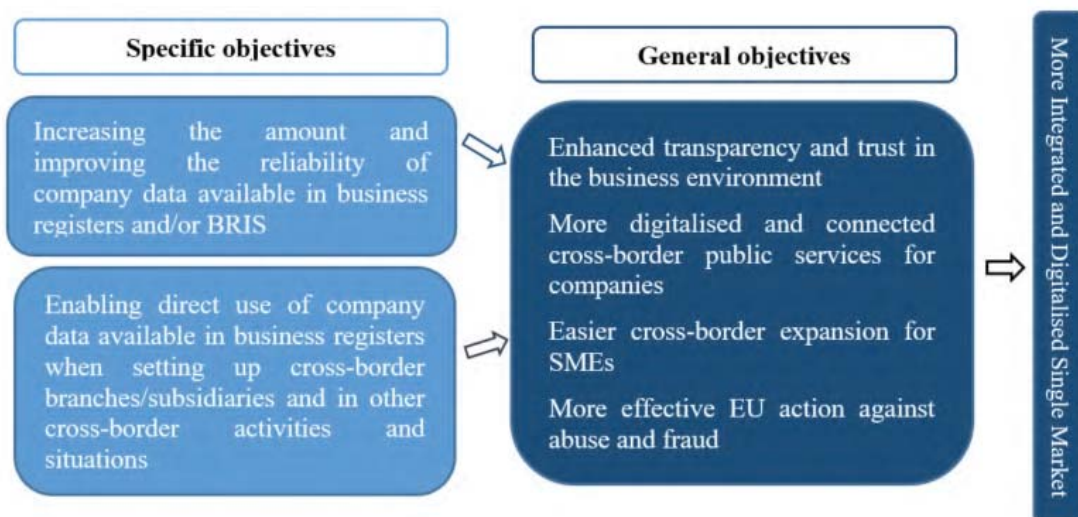 Specific objectives
Increasing the amount and
improving the reliability of
company data available in business
registers and/or BRIS
Enabling direct use of company
data available in business registers
when setting up cross-border
branches/subsidiaries and in other
cross-border activities and
situations
General objectives
Enhanced transparency and trust in
the business environment
More digitalised and connected
cross-border public services for
companies
Easier cross-border expansion for
SMEs
More effective EU action against
abuse and fraud
More Integrated and Digitalised Single Market